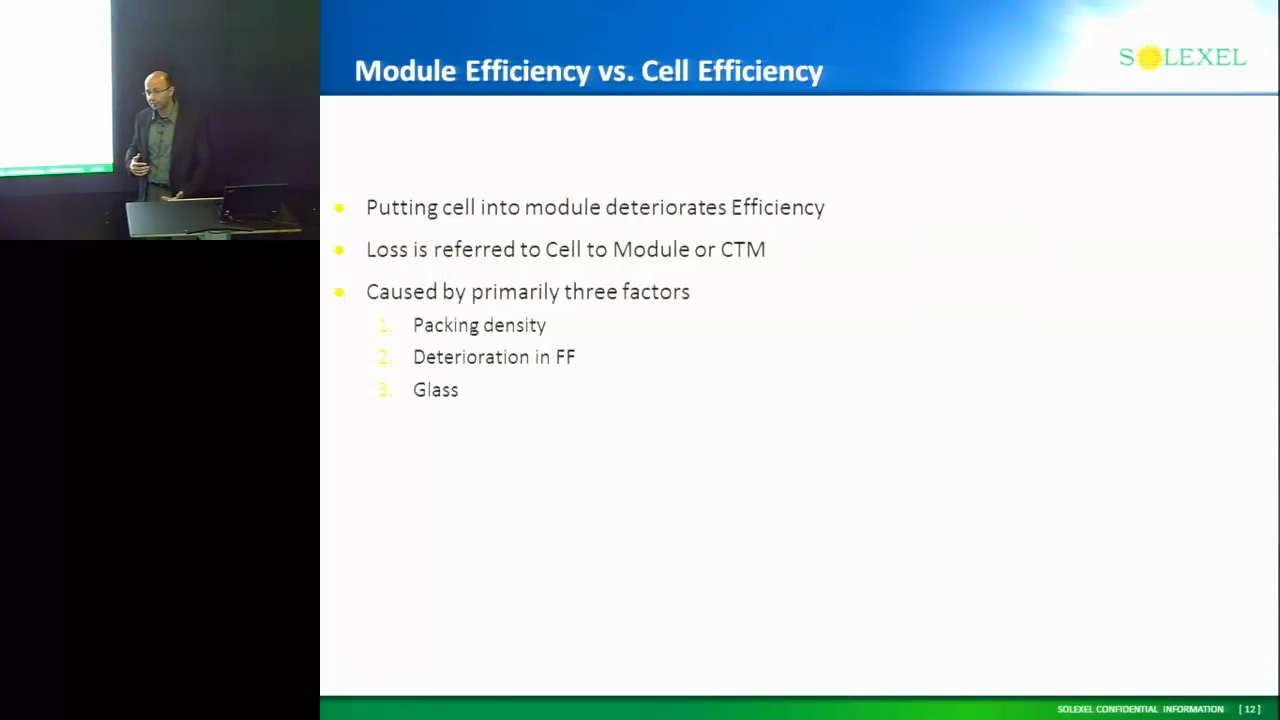 Module Efficiency vs. Cell Efficiency
SOLEXEL
Putting cell into module deteriorates Efficiency
Loss is referred to Cell to Module or CTM
Caused by primarily three factors
1. Packing density
2. Deterioration in FF
3. Glass
SOLEXEL CONFIDENTIAL INFORMATION [ 12 ]